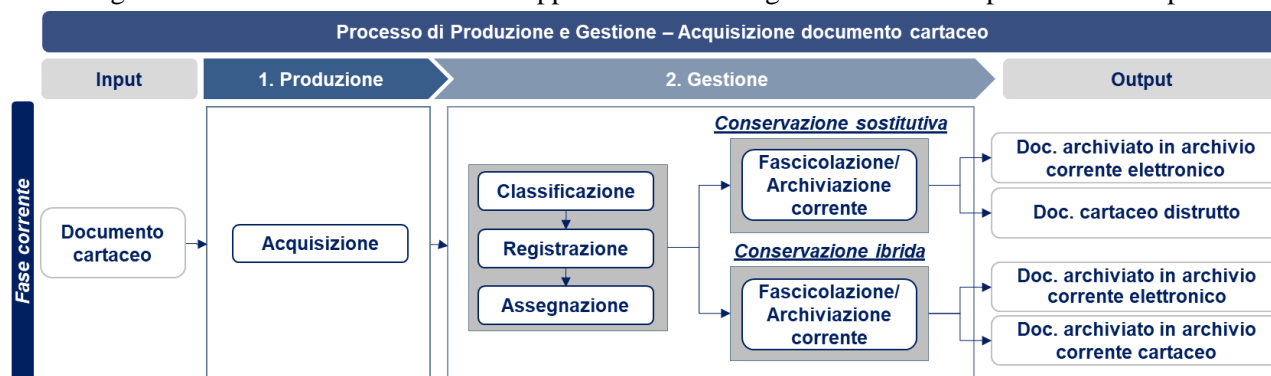 Processo di Produzione e Gestione – Acquisizione documento cartaceo
Input
1. Produzione
2. Gestione
Output
Fase corrente
Documento
cartaceo
Acquisizione
Classificazione
Registrazione
Assegnazione
Conservazione sostitutiva
Fascicolazione/
Archiviazione
corrente
Conservazione ibrida
Fascicolazione/
Archiviazione
corrente
Doc. archiviato in archivio
corrente elettronico
Doc. cartaceo distrutto
Doc. archiviato in archivio
corrente elettronico
Doc. archiviato in archivio
corrente cartaceo